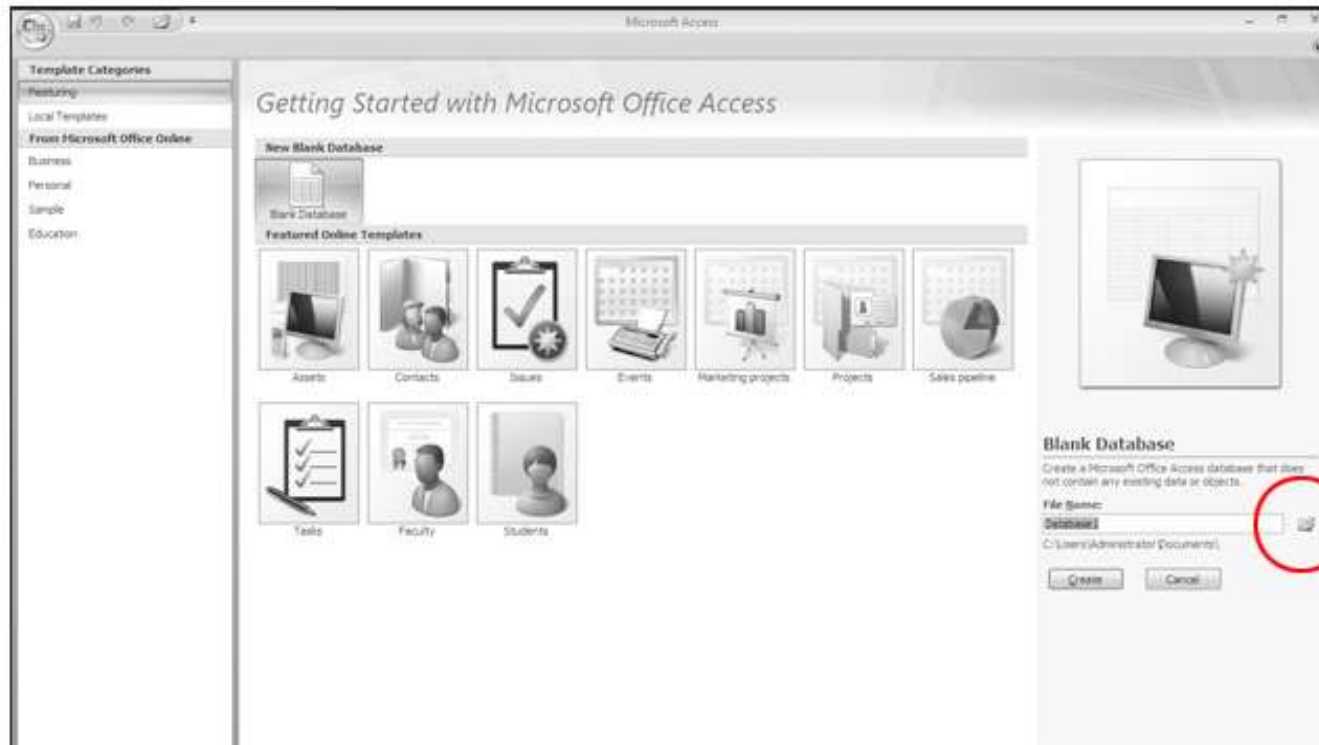 Microsoft Access
Template Categories
Featuring
Local Templates
From Microsoft Office Online
Business
Personal
Sample
Education
Getting Started with Microsoft Office Access
New Blank Database
Blank Database
Featured Online Templates
Assets
Contacts
Issues
Events
Marketing projects
Projects
Sales pipeline
Tasks
Faculty
Students
Blank Database
Create a Microsoft Office Access database that does
not contain any existing data or objects.
File Name:
Database1
C:\Users\Administrator\Documents\
Create
Cancel